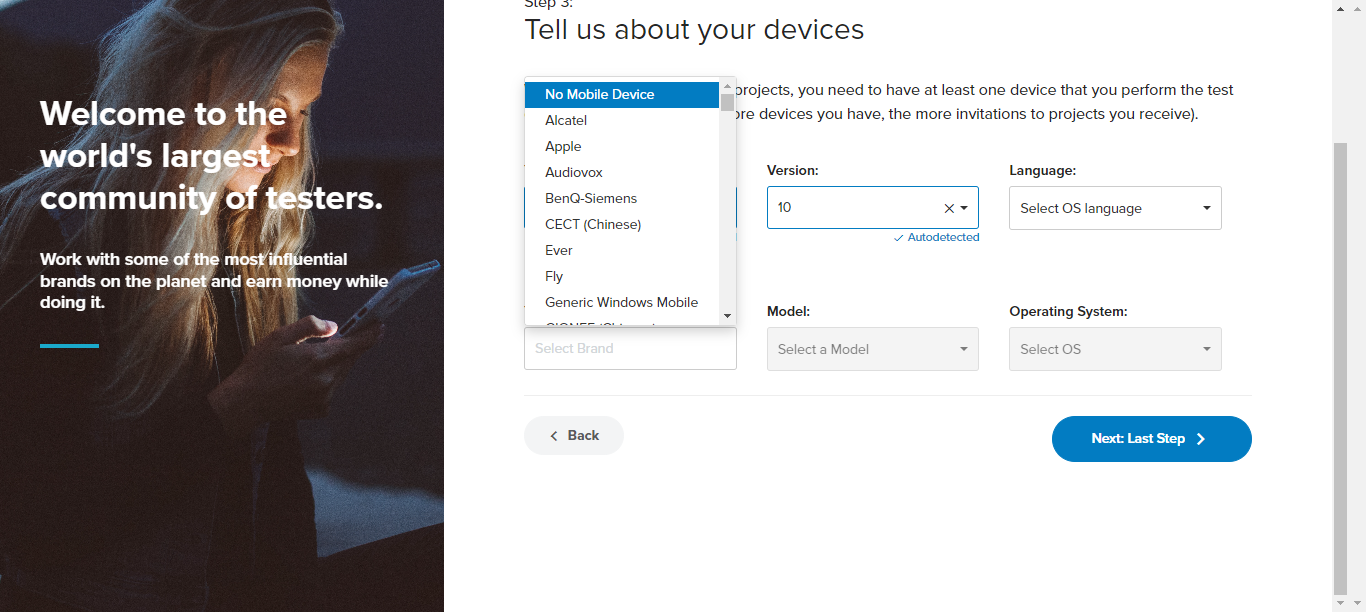 Step 3:
Tell us about your devices
Welcome to the
world's largest
community of testers.
Work with some of the most influential
brands on the planet and earn money while
doing it.
projects, you need to have at least one device that you perform the test
ore devices you have, the more invitations to projects you receive).
No Mobile Device
Alcatel
Apple
Audiovox
BenQ-Siemens
CECT (Chinese)
Ever
Fly
Generic Windows Mobile
Version:
10
Autodetected
Language:
Select OS language
Select Brand
Model:
Select a Model
Operating System:
Select OS
Back
Next: Last Step